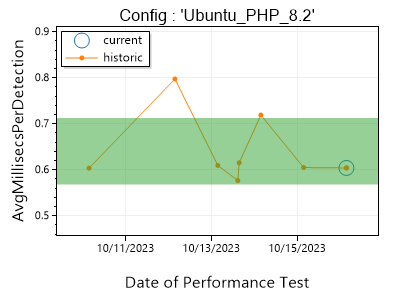 Config : 'Ubuntu_PHP_8.2'
current
historic
AvgMillisecsPerDetection
0.9
0.8
0.7
0.6
0.5
10/11/2023
10/13/2023
10/15/2023
Date of Performance Test